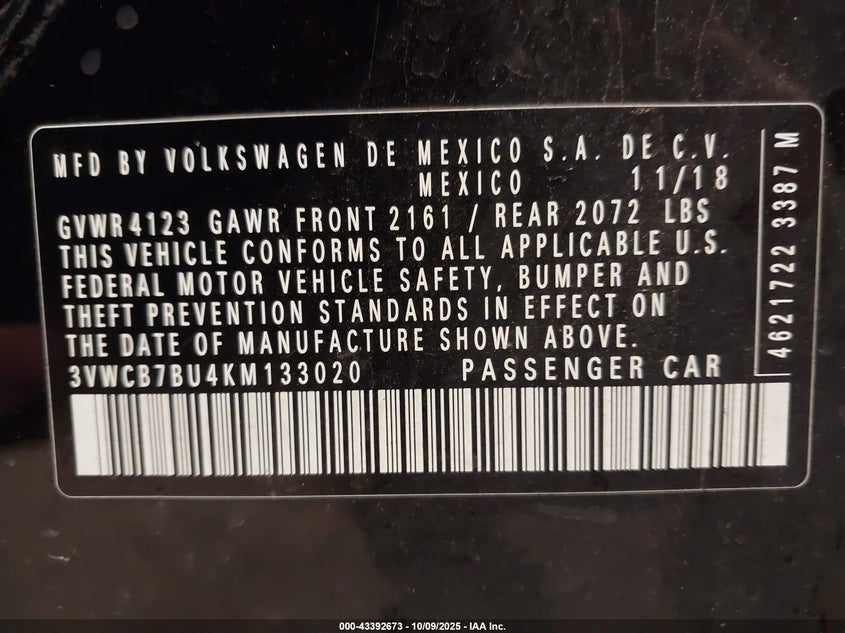 MFD BY VOLKSWAGEN DE MEXICO S.A. DE C.V.
MEXICO 11/18
GVWR4123 GAWR FRONT 2161 / REAR 2072 LBS
THIS VEHICLE CONFORMS TO ALL APPLICABLE U.S.
FEDERAL MOTOR VEHICLE SAFETY, BUMPER AND
THEFT PREVENTION STANDARDS IN EFFECT ON
THE DATE OF MANUFACTURE SHOWN ABOVE.
3VWCB7BU4KM133020 PASSENGER CAR
4621722 3387 M
000-43392673 - 10/09/2025 - IAA Inc.